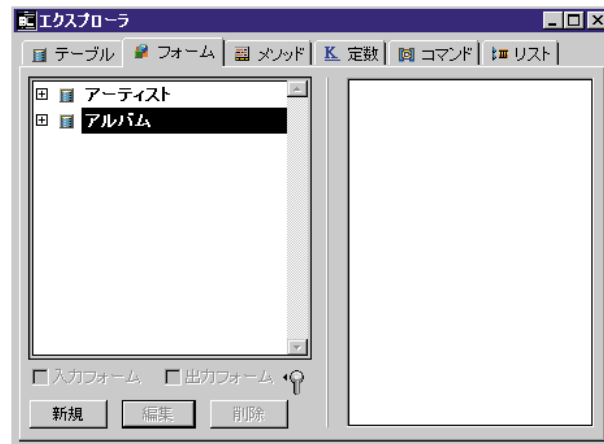 エクスプローラ
テーブル フォーム メソッド K 定数 コマンド リスト
アーティスト
アルバム
入力フォーム 出力フォーム
新規 編集 削除